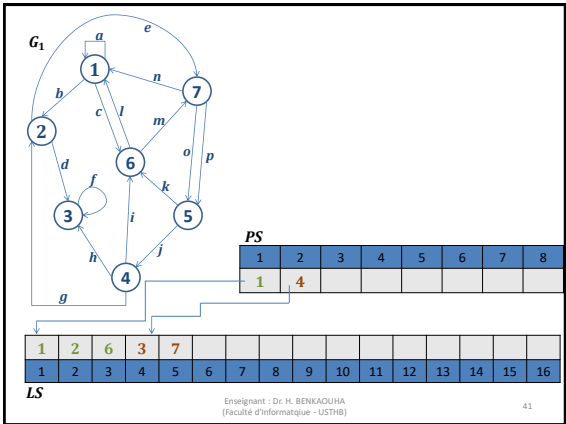 e
G₁
a
1
n
7
b
c
l
m
2
o
p
6
d
f
k
3
i
5
h
j
4
g
PS
1 2 3 4 5 6 7 8
1 4
1 2 6 3 7
1 2 3 4 5 6 7 8 9 10 11 12 13 14 15 16
LS
Enseignant : Dr. H. BENKAOUHA
(Faculté d'Informatqiue - USTHB)
41